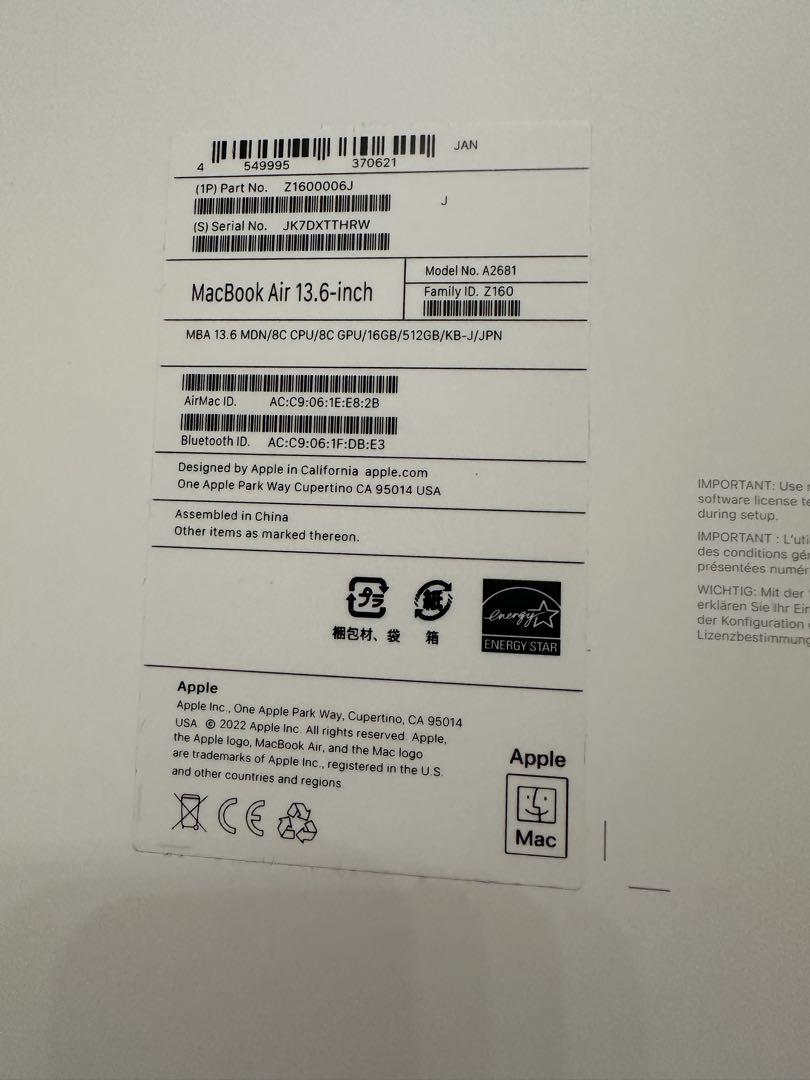 JAN
4 549995 370621
(1P) Part No. Z1600006J
J
(S) Serial No. JK7DXTTHRW
MacBook Air 13.6-inch
Model No. A2681
Family ID. Z160
MBA 13.6 MDN/8C CPU/8C GPU/16GB/512GB/KB-J/JPN
AirMac ID. AC:C9:06:1E:E8:2B
Bluetooth ID. AC:C9:06:1F:DB:E3
Designed by Apple in California apple.com
One Apple Park Way Cupertino CA 95014 USA
Assembled in China
Other items as marked thereon.
プラ
紙
energy
梱包材、袋
箱
ENERGY STAR
Apple
Apple Inc., One Apple Park Way, Cupertino, CA 95014
USA © 2022 Apple Inc. All rights reserved. Apple,
the Apple logo, MacBook Air, and the Mac logo
are trademarks of Apple Inc., registered in the U.S.
and other countries and regions.
CE
Apple
Mac
IMPORTANT: Use
software license
during setup.
IMPORTANT : L'uti
des conditions gé
présentées numér
WICHTIG: Mit der
erklären Sie Ihr Ein
der Konfiguration
Lizenzbestimmung